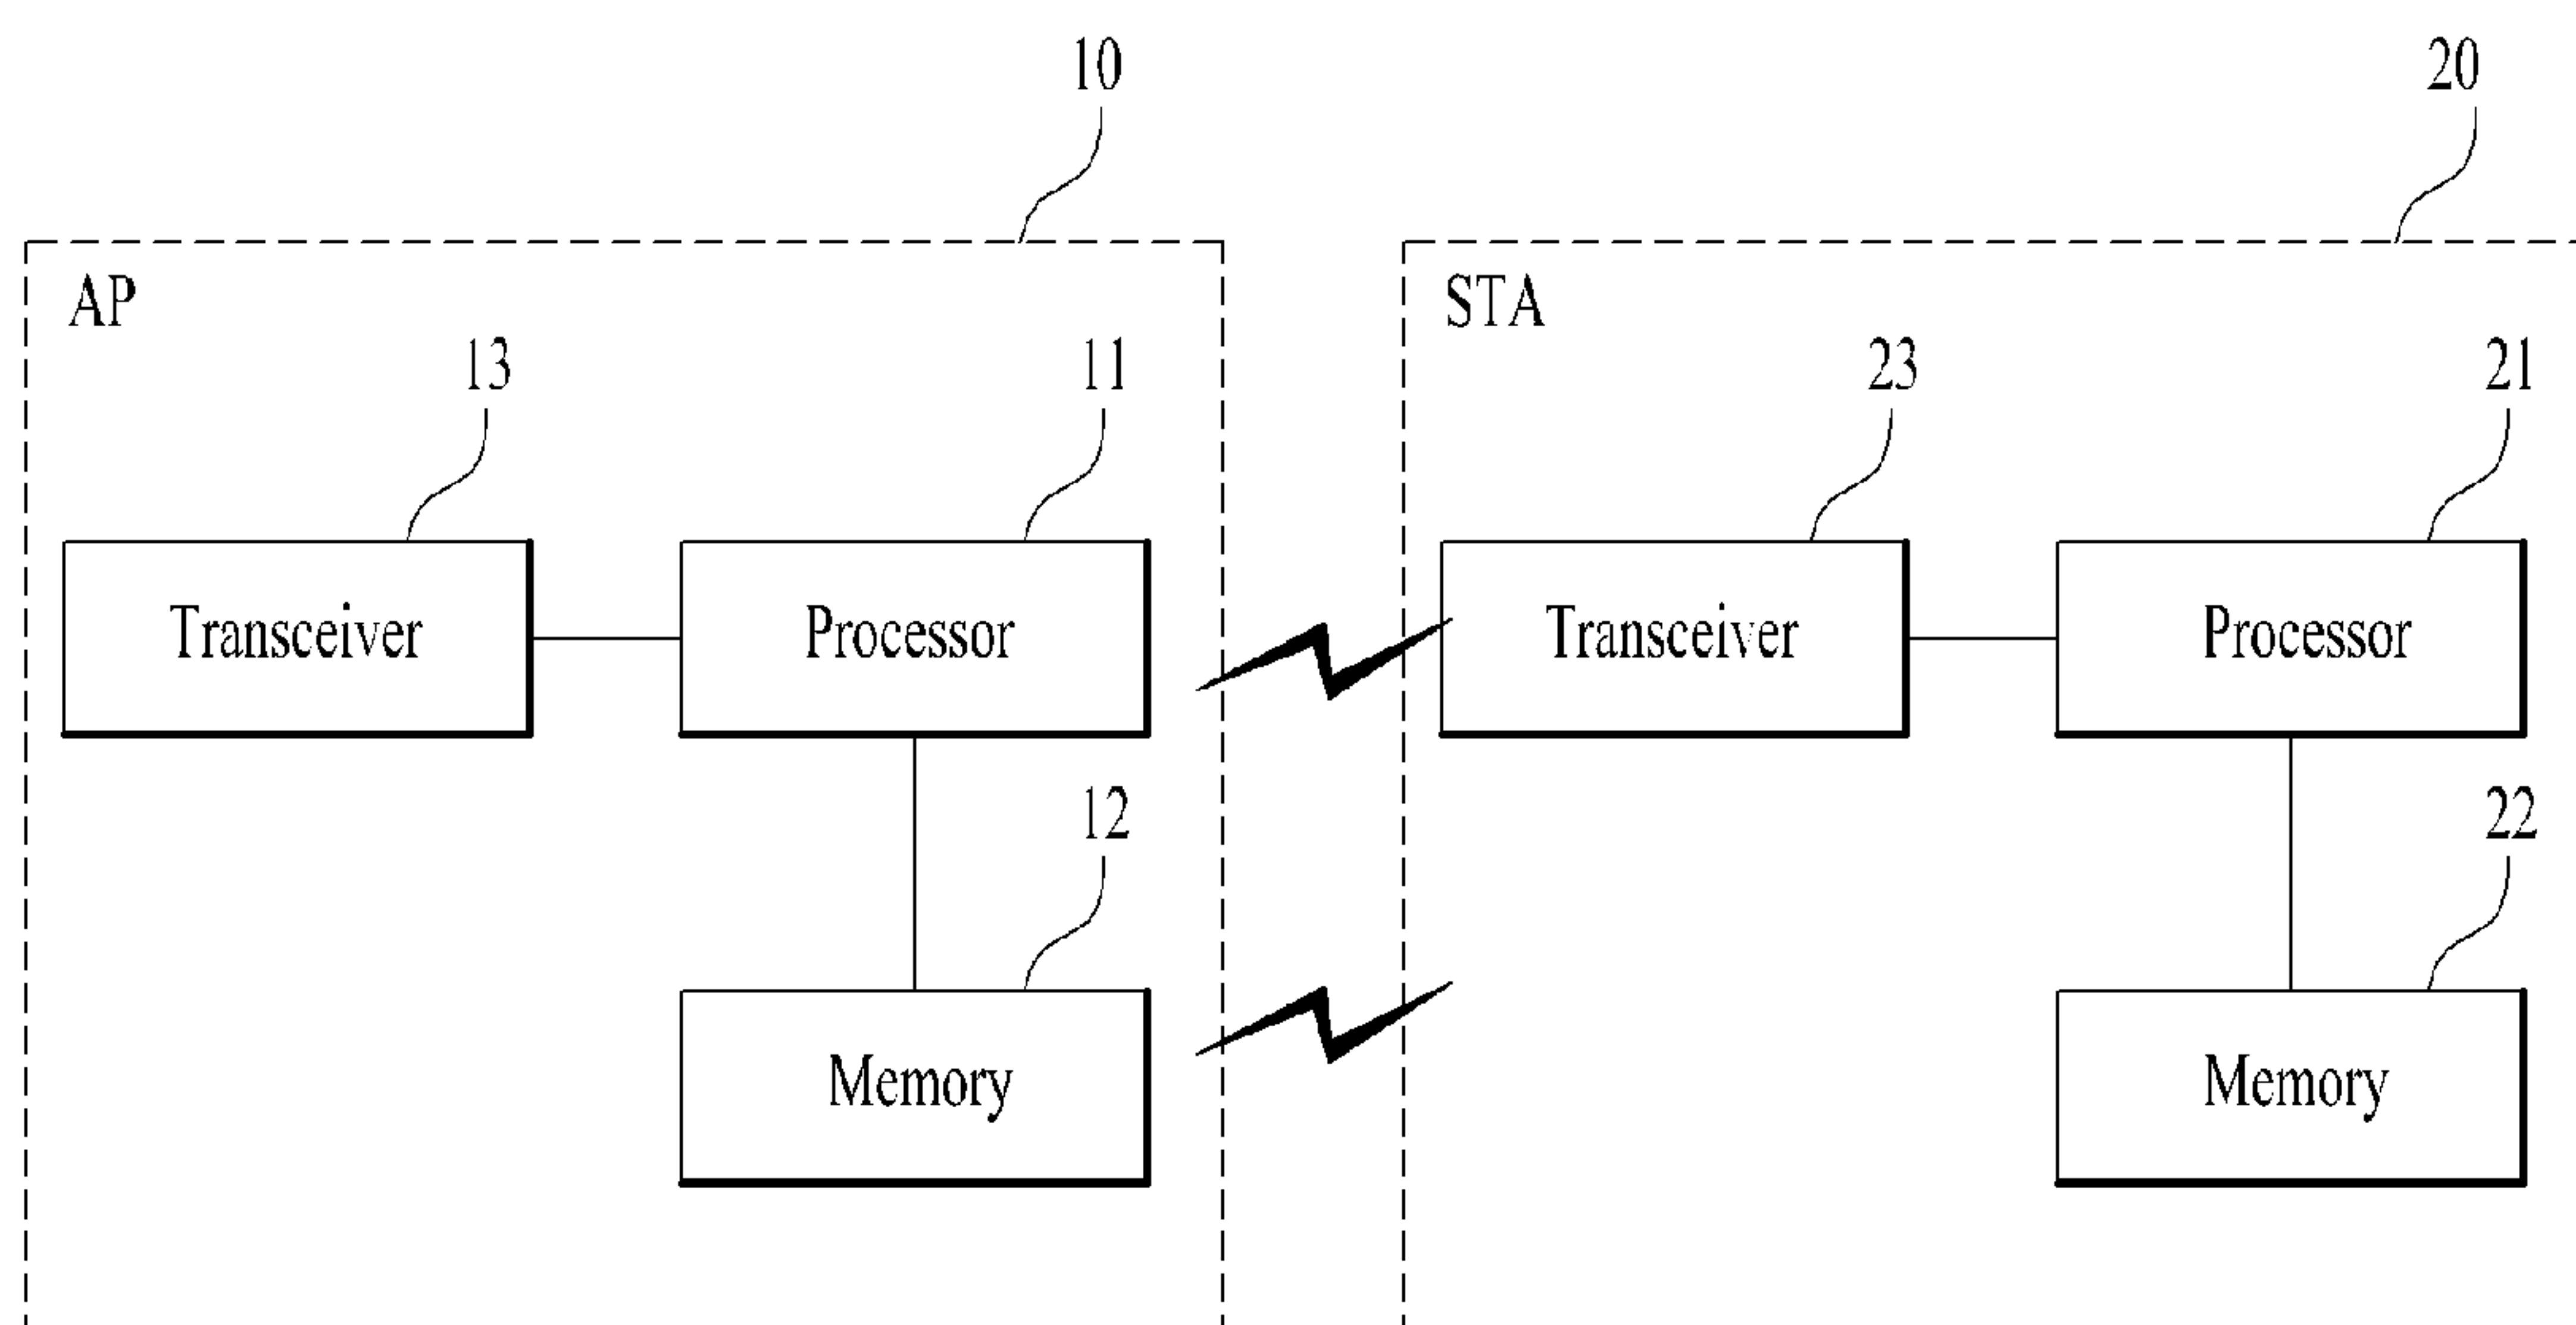 10
20
AP
STA
13
11
23
21
Transceiver
Processor
Transceiver
Processor
12
22
Memory
Memory